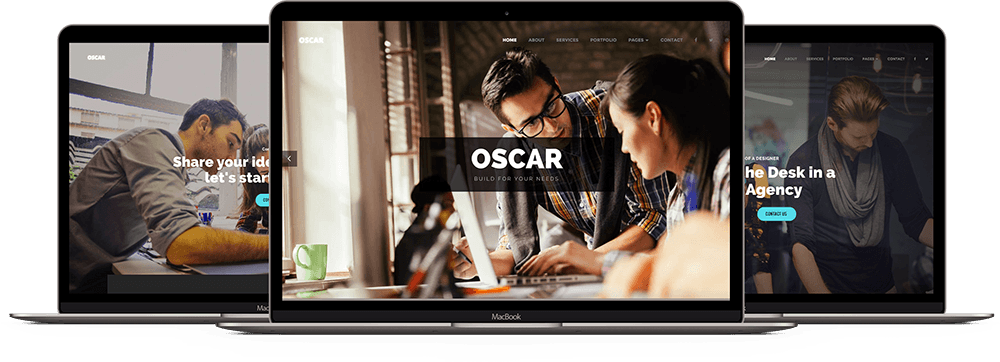 OSCAR
Share your ide
let's start
MacBook
OSCAR
HOME ABOUT SERVICES PORTFOLIO PAGES CONTACT
OSCAR
BUILD FOR YOUR NEEDS
MacBook
HOME ABOUT SERVICES PORTFOLIO PAGES CONTACT
OF A DESIGNER
he Desk in a
Agency
CONTACT US